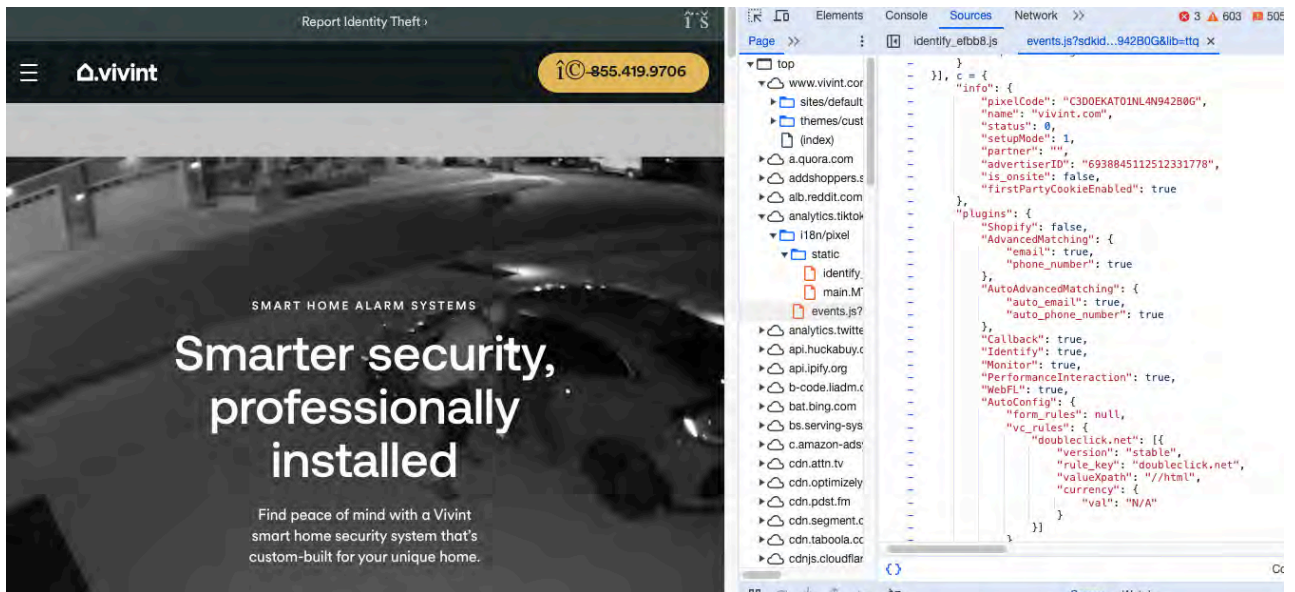 Report Identity Theft ›
vivint
855.419.9706
SMART HOME ALARM SYSTEMS
Smarter security,
professionally
installed
Find peace of mind with a Vivint
smart home security system that's
custom-built for your unique home.
Elements Console Sources Network >> 3 603 505
Page >>
identify_efbb8.js events.js?sdkid...942B0G&lib=ttq ×
top
www.vivint.cor
sites/default
themes/cust
(index)
a.quora.com
addshoppers.s
alb.reddit.com
analytics.tiktok
i18n/pixel
static
identify_
main.MT
events.js?
analytics.twitte
api.huckabuy.c
api.ipify.org
b-code.liadm.c
bat.bing.com
bs.serving-sys
c.amazon-ads
cdn.attn.tv
cdn.optimizely
cdn.pdst.fm
cdn.segment.c
cdn.taboola.cc
cdnjs.cloudflar
}
}], c = {
"info": {
"pixelCode": "C3DOEKATO1NL4N942B0G",
"name": "vivint.com",
"status": 0,
"setupMode": 1,
"partner": "",
"advertiserID": "6938845112512331778",
"is_onsite": false,
"firstPartyCookieEnabled": true
},
"plugins": {
"Shopify": false,
"AdvancedMatching": {
"email": true,
"phone_number": true
},
"AutoAdvancedMatching": {
"auto_email": true,
"auto_phone_number": true
},
"Callback": true,
"Identify": true,
"Monitor": true,
"PerformanceInteraction": true,
"WebFL": true,
"AutoConfig": {
"form_rules": null,
"vc_rules": {
"doubleclick.net": [{
"version": "stable",
"rule_key": "doubleclick.net",
"valueXpath": "//html",
"currency": {
"val": "N/A"
}
}]
}
{}